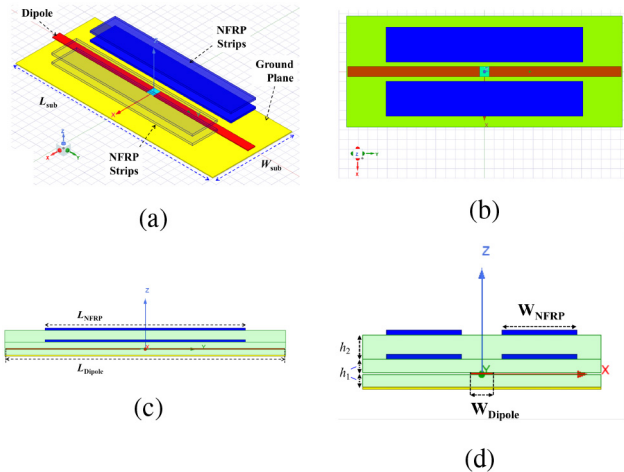 Dipole
NFRP
Strips
Ground
Plane
Z
X
L_sub
W_sub
NFRP
Strips
Z
X
Y
(a)
Z
Y
X
(b)
Z
L_NFRP
Y
L_Dipole
(c)
Z
W_NFRP
h_2
h_1
Y
X
W_Dipole
(d)